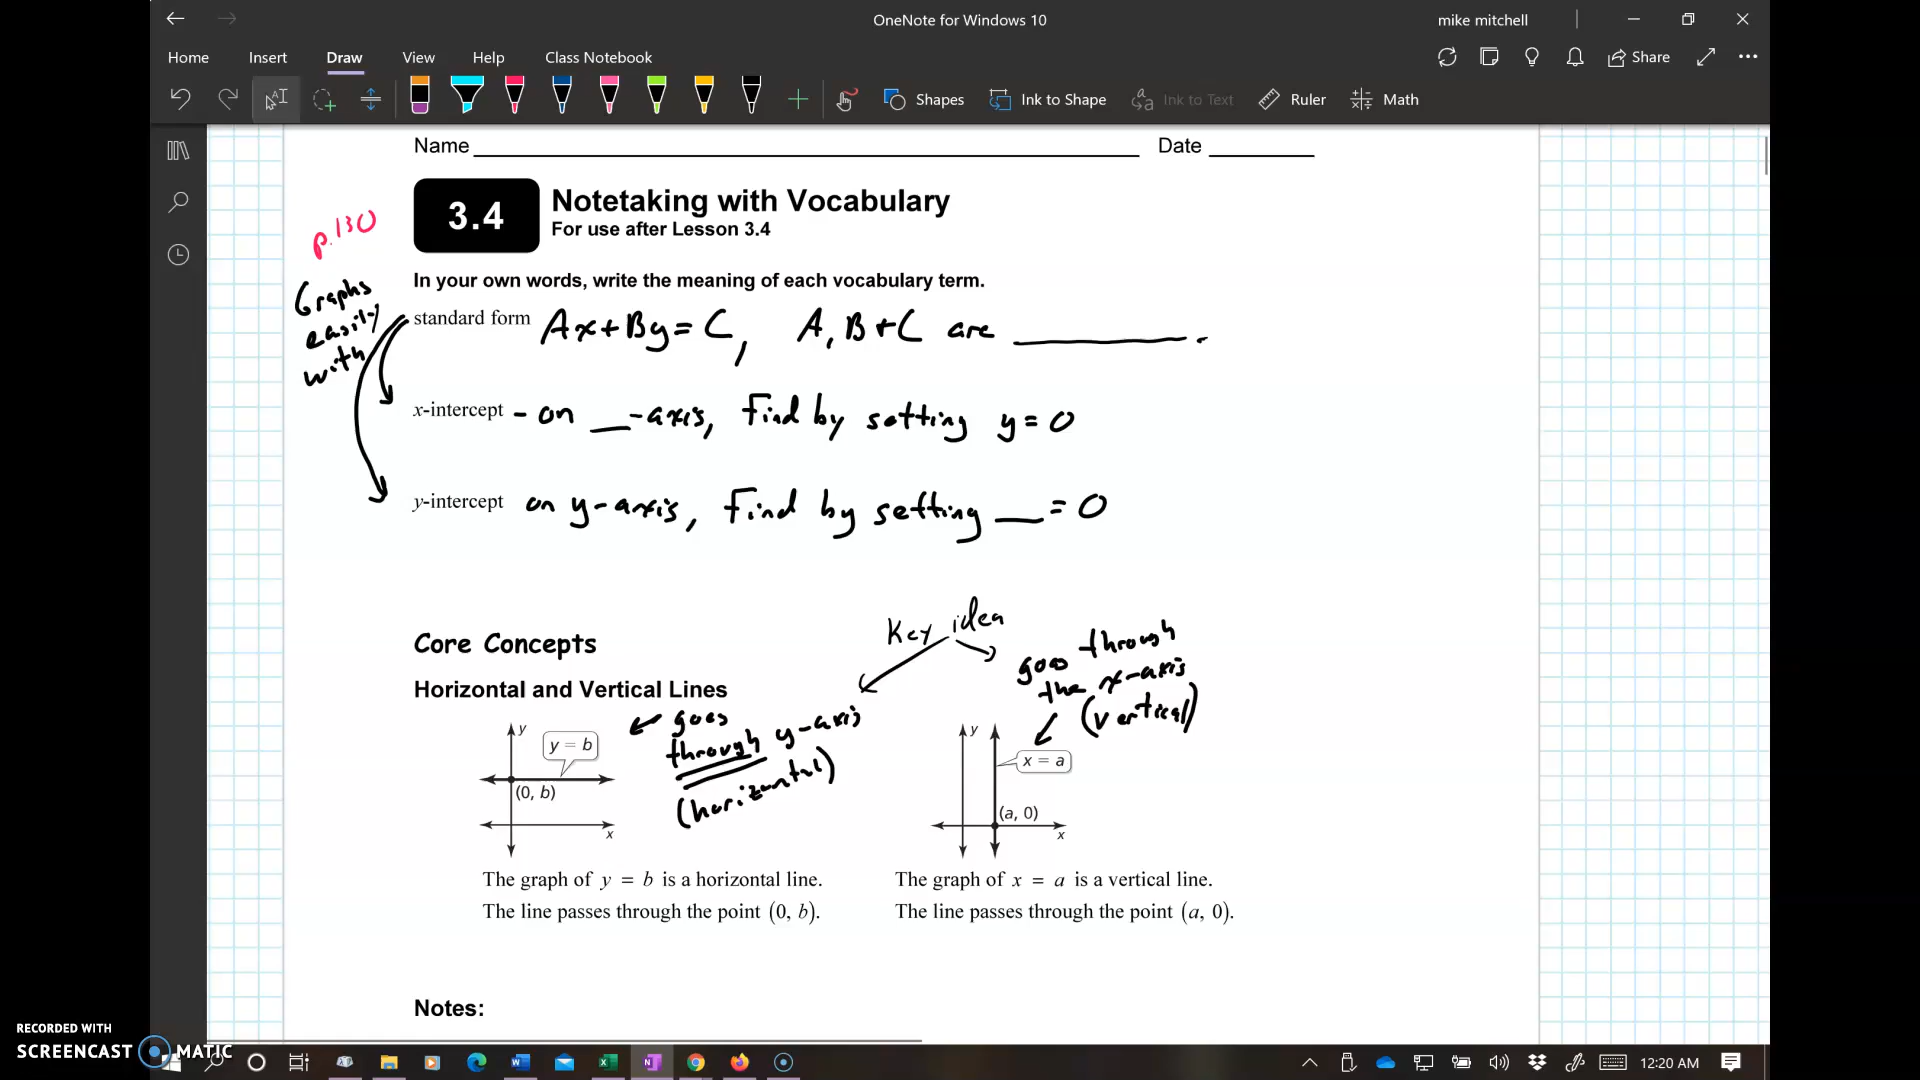 OneNote for Windows 10
mike mitchell
Home Insert Draw View Help Class Notebook
Share
Shapes Ink to Shape Ink to Text Ruler Math
Name Date
3.4 Notetaking with Vocabulary
For use after Lesson 3.4
p.130
In your own words, write the meaning of each vocabulary term.
Graphs
easily
with
standard form Ax+By=C, A, B + C are ______.
x-intercept - on __-axis, Find by setting y=0
y-intercept on y-axis, Find by setting __=0
Key idea
Core Concepts
Horizontal and Vertical Lines
goes
through y-axis
(horizontal)
goes through
the x-axis
(vertical)
y
y = b
(0, b)
x
y
x = a
(a, 0)
x
The graph of y = b is a horizontal line.
The line passes through the point (0, b).
The graph of x = a is a vertical line.
The line passes through the point (a, 0).
Notes:
RECORDED WITH
SCREENCAST MATIC
12:20 AM